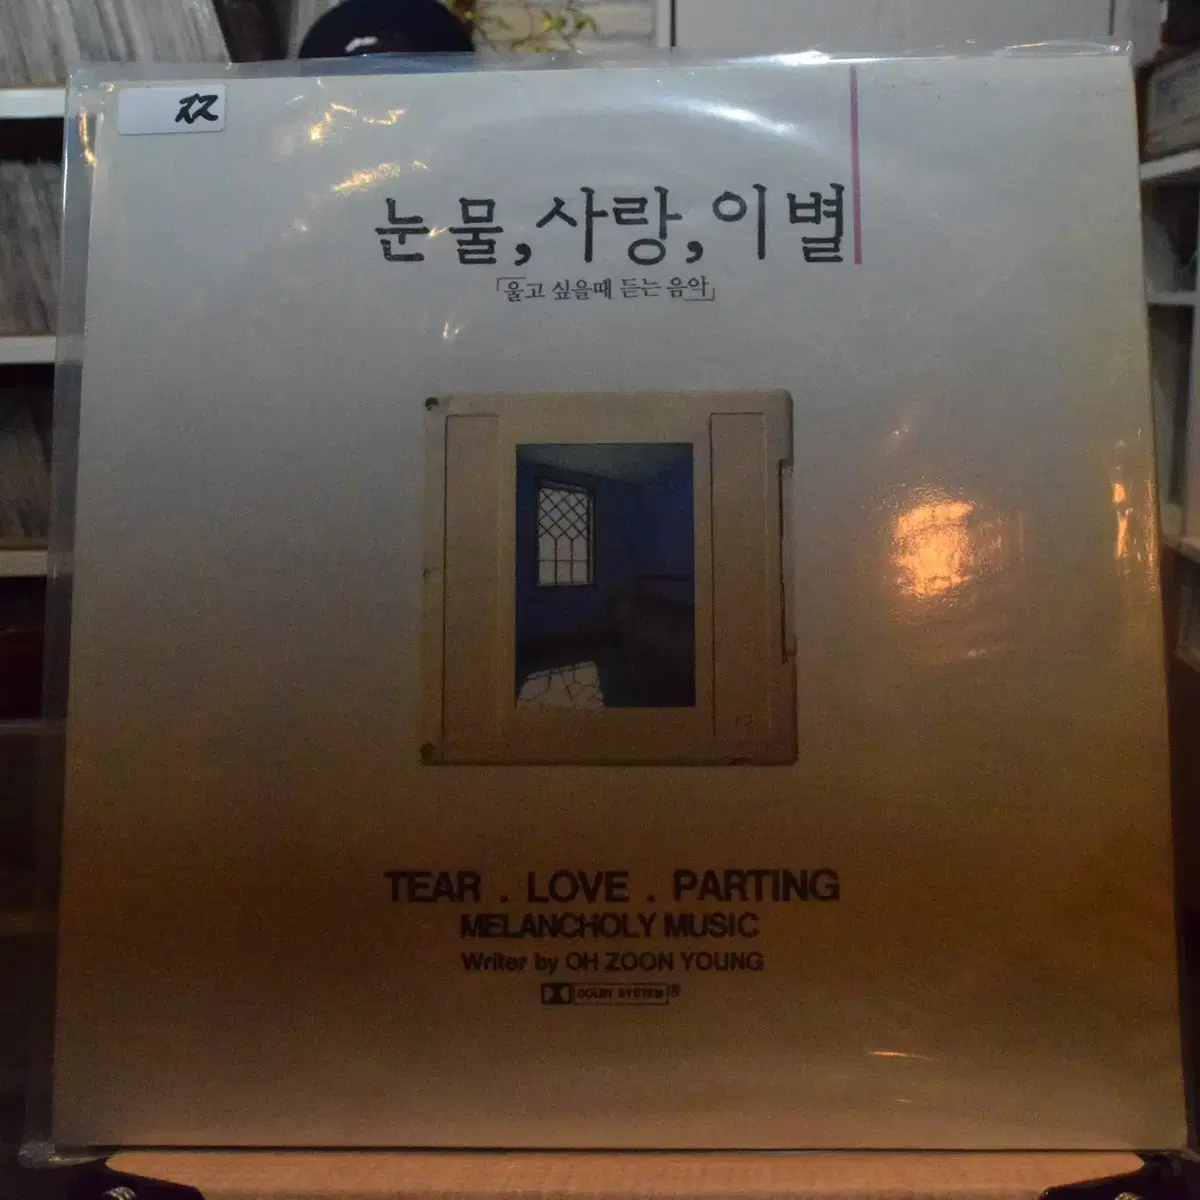 눈물,사랑,이별
「울고 싶을때 듣는 음악」
TEAR . LOVE . PARTING
MELANCHOLY MUSIC
Writer by OH ZOON YOUNG
DOLBY SYSTEM®